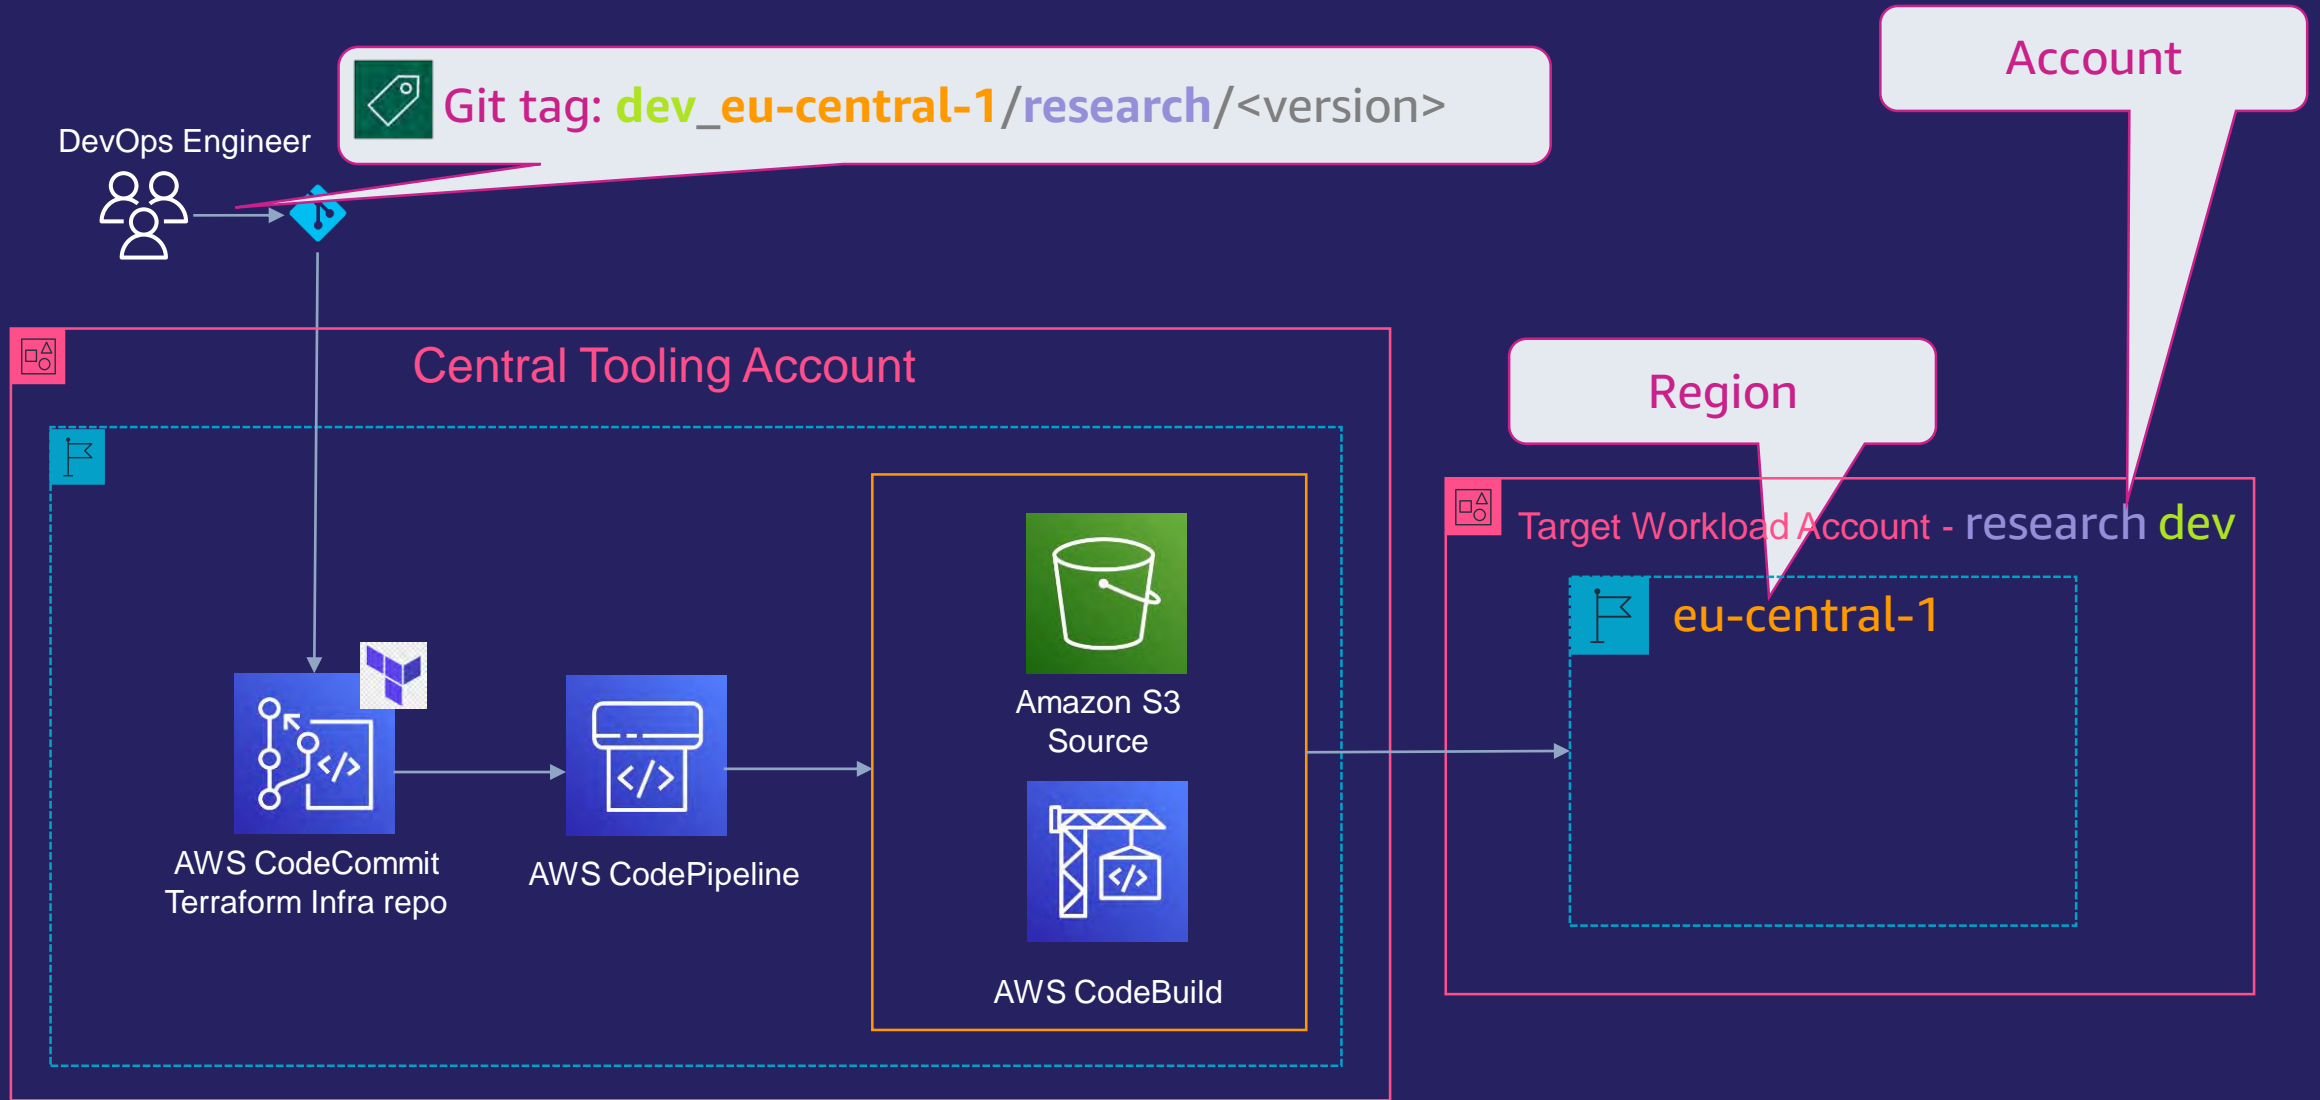 Account
Git tag: dev_eu-central-1/research/<version>
DevOps Engineer
Central Tooling Account
Region
Target Workload Account - research dev
eu-central-1
Amazon S3
Source
AWS CodeCommit
Terraform Infra repo
AWS CodePipeline
AWS CodeBuild